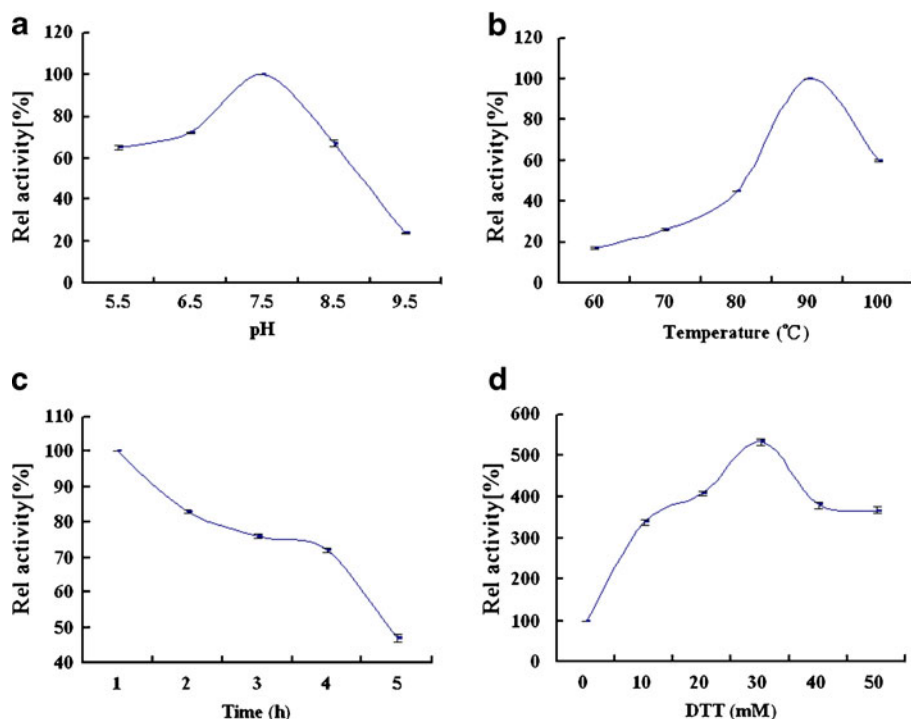 a
Rel activity[%]
120
100
80
60
40
20
0
5.5 6.5 7.5 8.5 9.5
pH
b
Rel activity[%]
120
100
80
60
40
20
0
60 70 80 90 100
Temperature (℃)
c
Rel activity[%]
110
100
90
80
70
60
50
40
1 2 3 4 5
Time (h)
d
Rel activity[%]
600
500
400
300
200
100
0
0 10 20 30 40 50
DTT (mM)